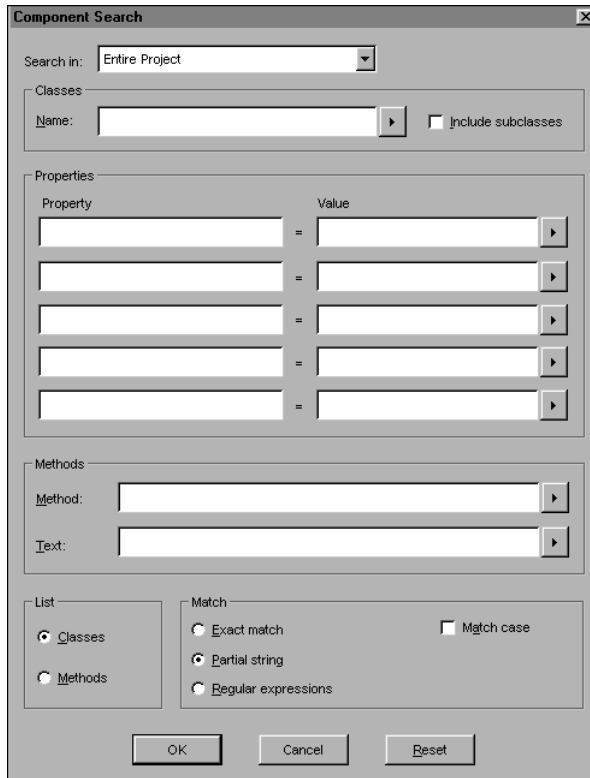 Component Search
Search in: Entire Project
Classes
Name: Include subclasses
Properties
Property Value
=
=
=
=
=
Methods
Method:
Text:
List Match
Classes Exact match Match case
Partial string
Methods
Regular expressions
OK Cancel Reset